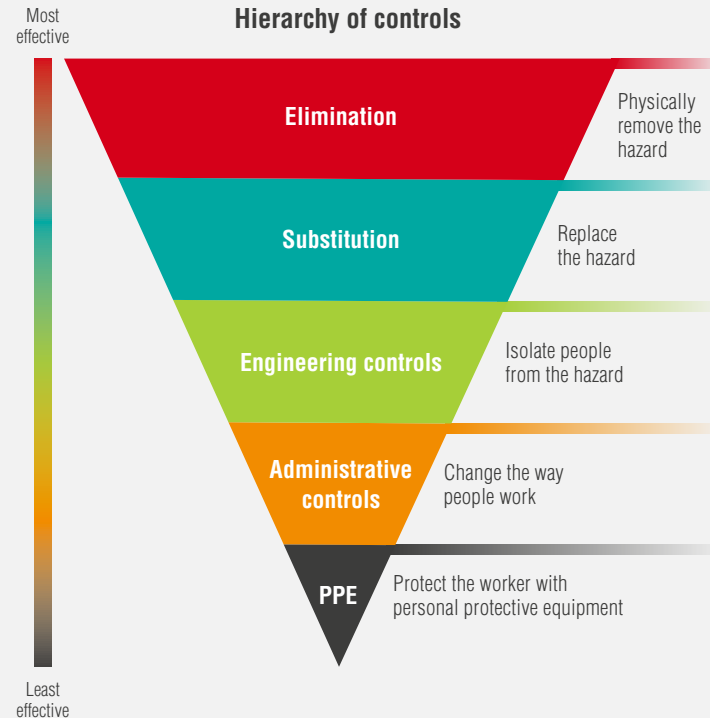 Most
effective
Hierarchy of controls
Elimination
Physically
remove the
hazard
Substitution
Replace
the hazard
Engineering controls
Isolate people
from the hazard
Administrative
controls
Change the way
people work
PPE
Protect the worker with
personal protective equipment
Least
effective